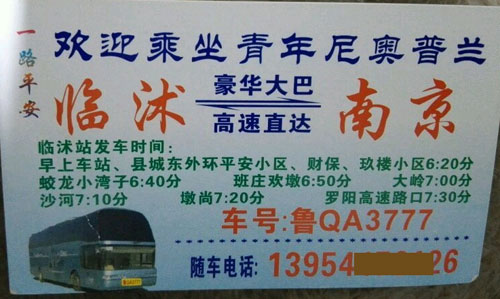 一路平安
欢迎乘坐青年尼奥普兰
临沭 豪华大巴 南京
高速直达
临沭站发车时间:
早上车站、县城东外环平安小区、财保、玖楼小区6:20分
蛟龙小湾子6:40分 班庄欢墩6:50分 大岭7:00分
沙河7:10分 墩尚7:20分 罗阳高速路口7:30分
车号:鲁QA3777
随车电话: 13954 26